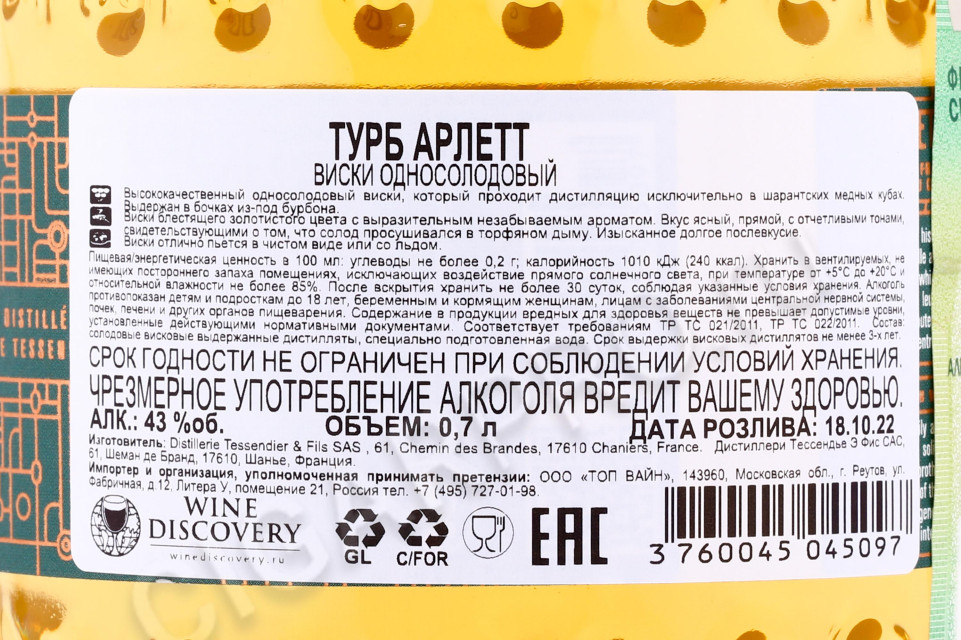 ТУРБ АРЛЕТТ
ВИСКИ ОДНОСОЛОДОВЫЙ
Высококачественный односолодовый виски, который проходит дистилляцию исключительно в шарантских медных кубах.
Выдержан в бочках из-под бурбона.
Виски блестящего золотистого цвета с выразительным незабываемым ароматом. Вкус ясный, прямой, с отчетливыми тонами,
свидетельствующими о том, что солод просушивался в торфяном дыму. Изысканное долгое послевкусие.
Виски отлично пьется в чистом виде или со льдом.
Пищевая/энергетическая ценность в 100 мл: углеводы не более 0,2 г; калорийность 1010 кДж (240 ккал). Хранить в вентилируемых, не
имеющих постороннего запаха помещениях, исключающих воздействие прямого солнечного света, при температуре от +5°С до +20°С и
относительной влажности не более 85%. После вскрытия хранить не более 30 суток, соблюдая указанные условия хранения. Алкоголь
противопоказан детям и подросткам до 18 лет, беременным и кормящим женщинам, лицам с заболеваниями центральной нервной системы,
почек, печени и других органов пищеварения. Содержание в продукции вредных для здоровья веществ не превышает допустимые уровни,
установленные действующими нормативными документами. Соответствует требованиям ТР ТС 021/2011, ТР ТС 022/2011. Состав:
солодовые висковые выдержанные дистилляты, специально подготовленная вода. Срок выдержки висковых дистиллятов не менее 3-х лет.
СРОК ГОДНОСТИ НЕ ОГРАНИЧЕН ПРИ СОБЛЮДЕНИИ УСЛОВИЙ ХРАНЕНИЯ.
ЧРЕЗМЕРНОЕ УПОТРЕБЛЕНИЕ АЛКОГОЛЯ ВРЕДИТ ВАШЕМУ ЗДОРОВЬЮ.
АЛК.: 43 %об. ОБЪЕМ: 0,7 л ДАТА РОЗЛИВА: 18.10.22
Изготовитель: Distillerie Tessendier & Fils SAS , 61, Chemin des Brandes, 17610 Chaniers, France. Дистиллери Тессендье Э Фис САС,
61, Шеман де Бранд, 17610, Шанье, Франция.
Импортер и организация, уполномоченная принимать претензии: ООО «ТОП ВАЙН», 143960, Московская обл., г. Реутов, ул.
Фабричная, д.12, Литера У, помещение 21, Россия тел. +7 (495) 727-01-98.
WINE
DISCOVERY
winediscovery.ru
GL
C/FOR
EAC
3 760045 045097
DISTILLÉ
E TESSEN